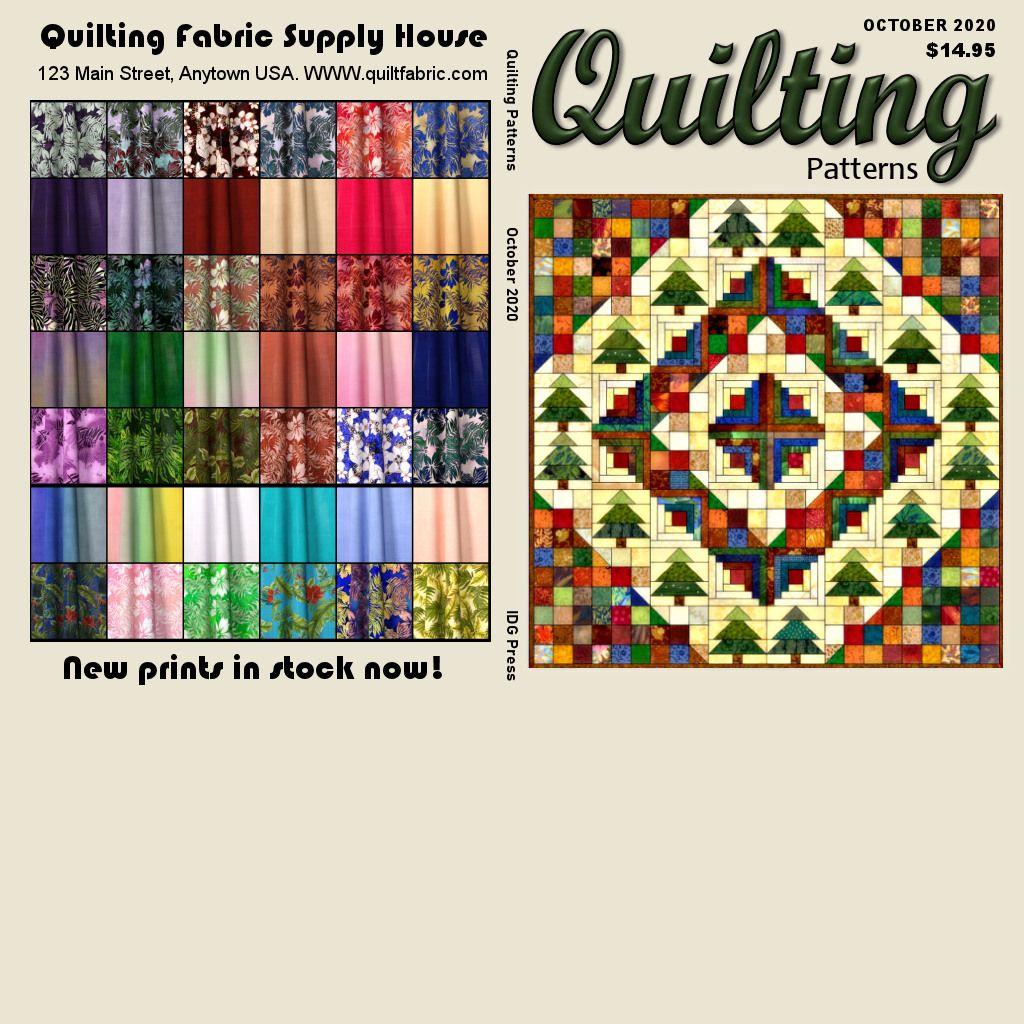 Quilting Fabric Supply House
123 Main Street, Anytown USA. WWW.quiltfabric.com
New prints in stock now!
Quilting Patterns
October 2020
IDG Press
OCTOBER 2020
$14.95
Quilting
Patterns